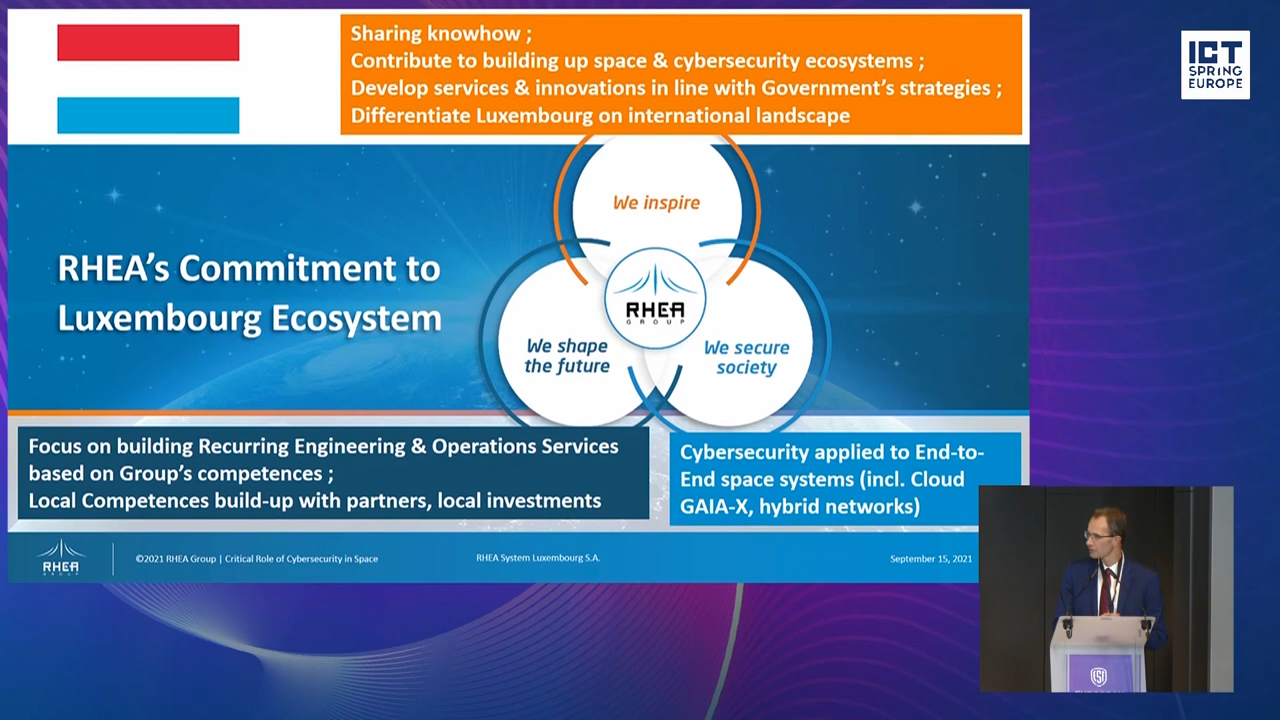 Sharing knowhow ;
Contribute to building up space & cybersecurity ecosystems ;
Develop services & innovations in line with Government's strategies ;
Differentiate Luxembourg on international landscape
ICT
SPRING
EUROPE
We inspire
RHEA's Commitment to
Luxembourg Ecosystem
RHEA
GROUP
We shape
the future
We secure
society
Focus on building Recurring Engineering & Operations Services
based on Group's competences ;
Local Competences build-up with partners, local investments
Cybersecurity applied to End-to-
End space systems (incl. Cloud
GAIA-X, hybrid networks)
RHEA
GROUP
©2021 RHEA Group | Critical Role of Cybersecurity in Space
RHEA System Luxembourg S.A.
September 15, 2021